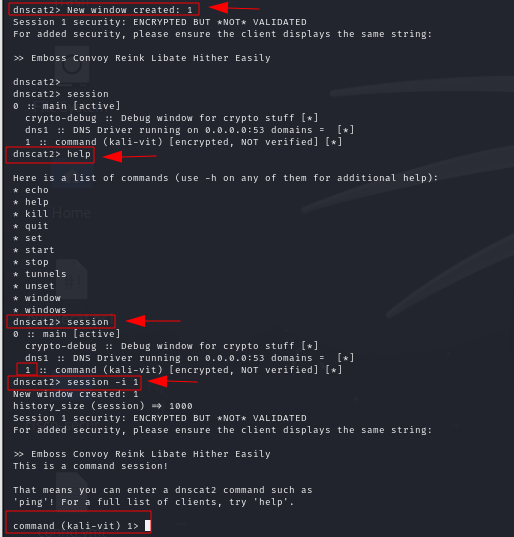 dnscat2> New window created: 1
Session 1 security: ENCRYPTED BUT *NOT* VALIDATED
For added security, please ensure the client displays the same string:
>> Emboss Convoy Reink Libate Hither Easily
dnscat2>
dnscat2> session
0 :: main [active]
crypto-debug :: Debug window for crypto stuff [*]
dns1 :: DNS Driver running on 0.0.0.0:53 domains =  [*]
1 :: command (kali-vit) [encrypted, NOT verified] [*]
dnscat2> help
Here is a list of commands (use -h on any of them for additional help):
* echo
* help
* kill
* quit
* set
* start
* stop
* tunnels
* unset
* window
* windows
dnscat2> session
0 :: main [active]
crypto-debug :: Debug window for crypto stuff [*]
dns1 :: DNS Driver running on 0.0.0.0:53 domains =  [*]
1 :: command (kali-vit) [encrypted, NOT verified] [*]
dnscat2> session -i 1
New window created: 1
history_size (session) => 1000
Session 1 security: ENCRYPTED BUT *NOT* VALIDATED
For added security, please ensure the client displays the same string:
>> Emboss Convoy Reink Libate Hither Easily
This is a command session!
That means you can enter a dnscat2 command such as
'ping'! For a full list of clients, try 'help'.
command (kali-vit) 1>
Home